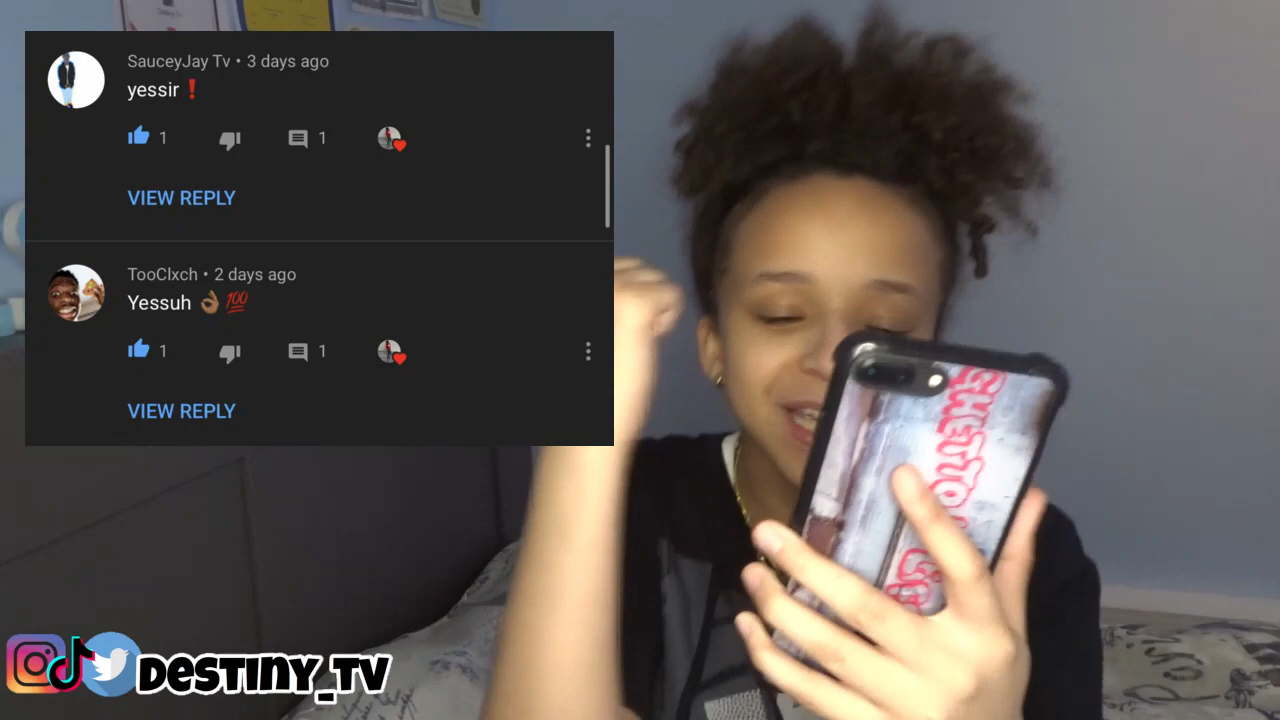 SauceyJay Tv • 3 days ago
yessir ❗
1
1
VIEW REPLY
TooClxch • 2 days ago
Yessuh 👌🏽 💯
1
1
VIEW REPLY
GHETTO
DESTINY_TV